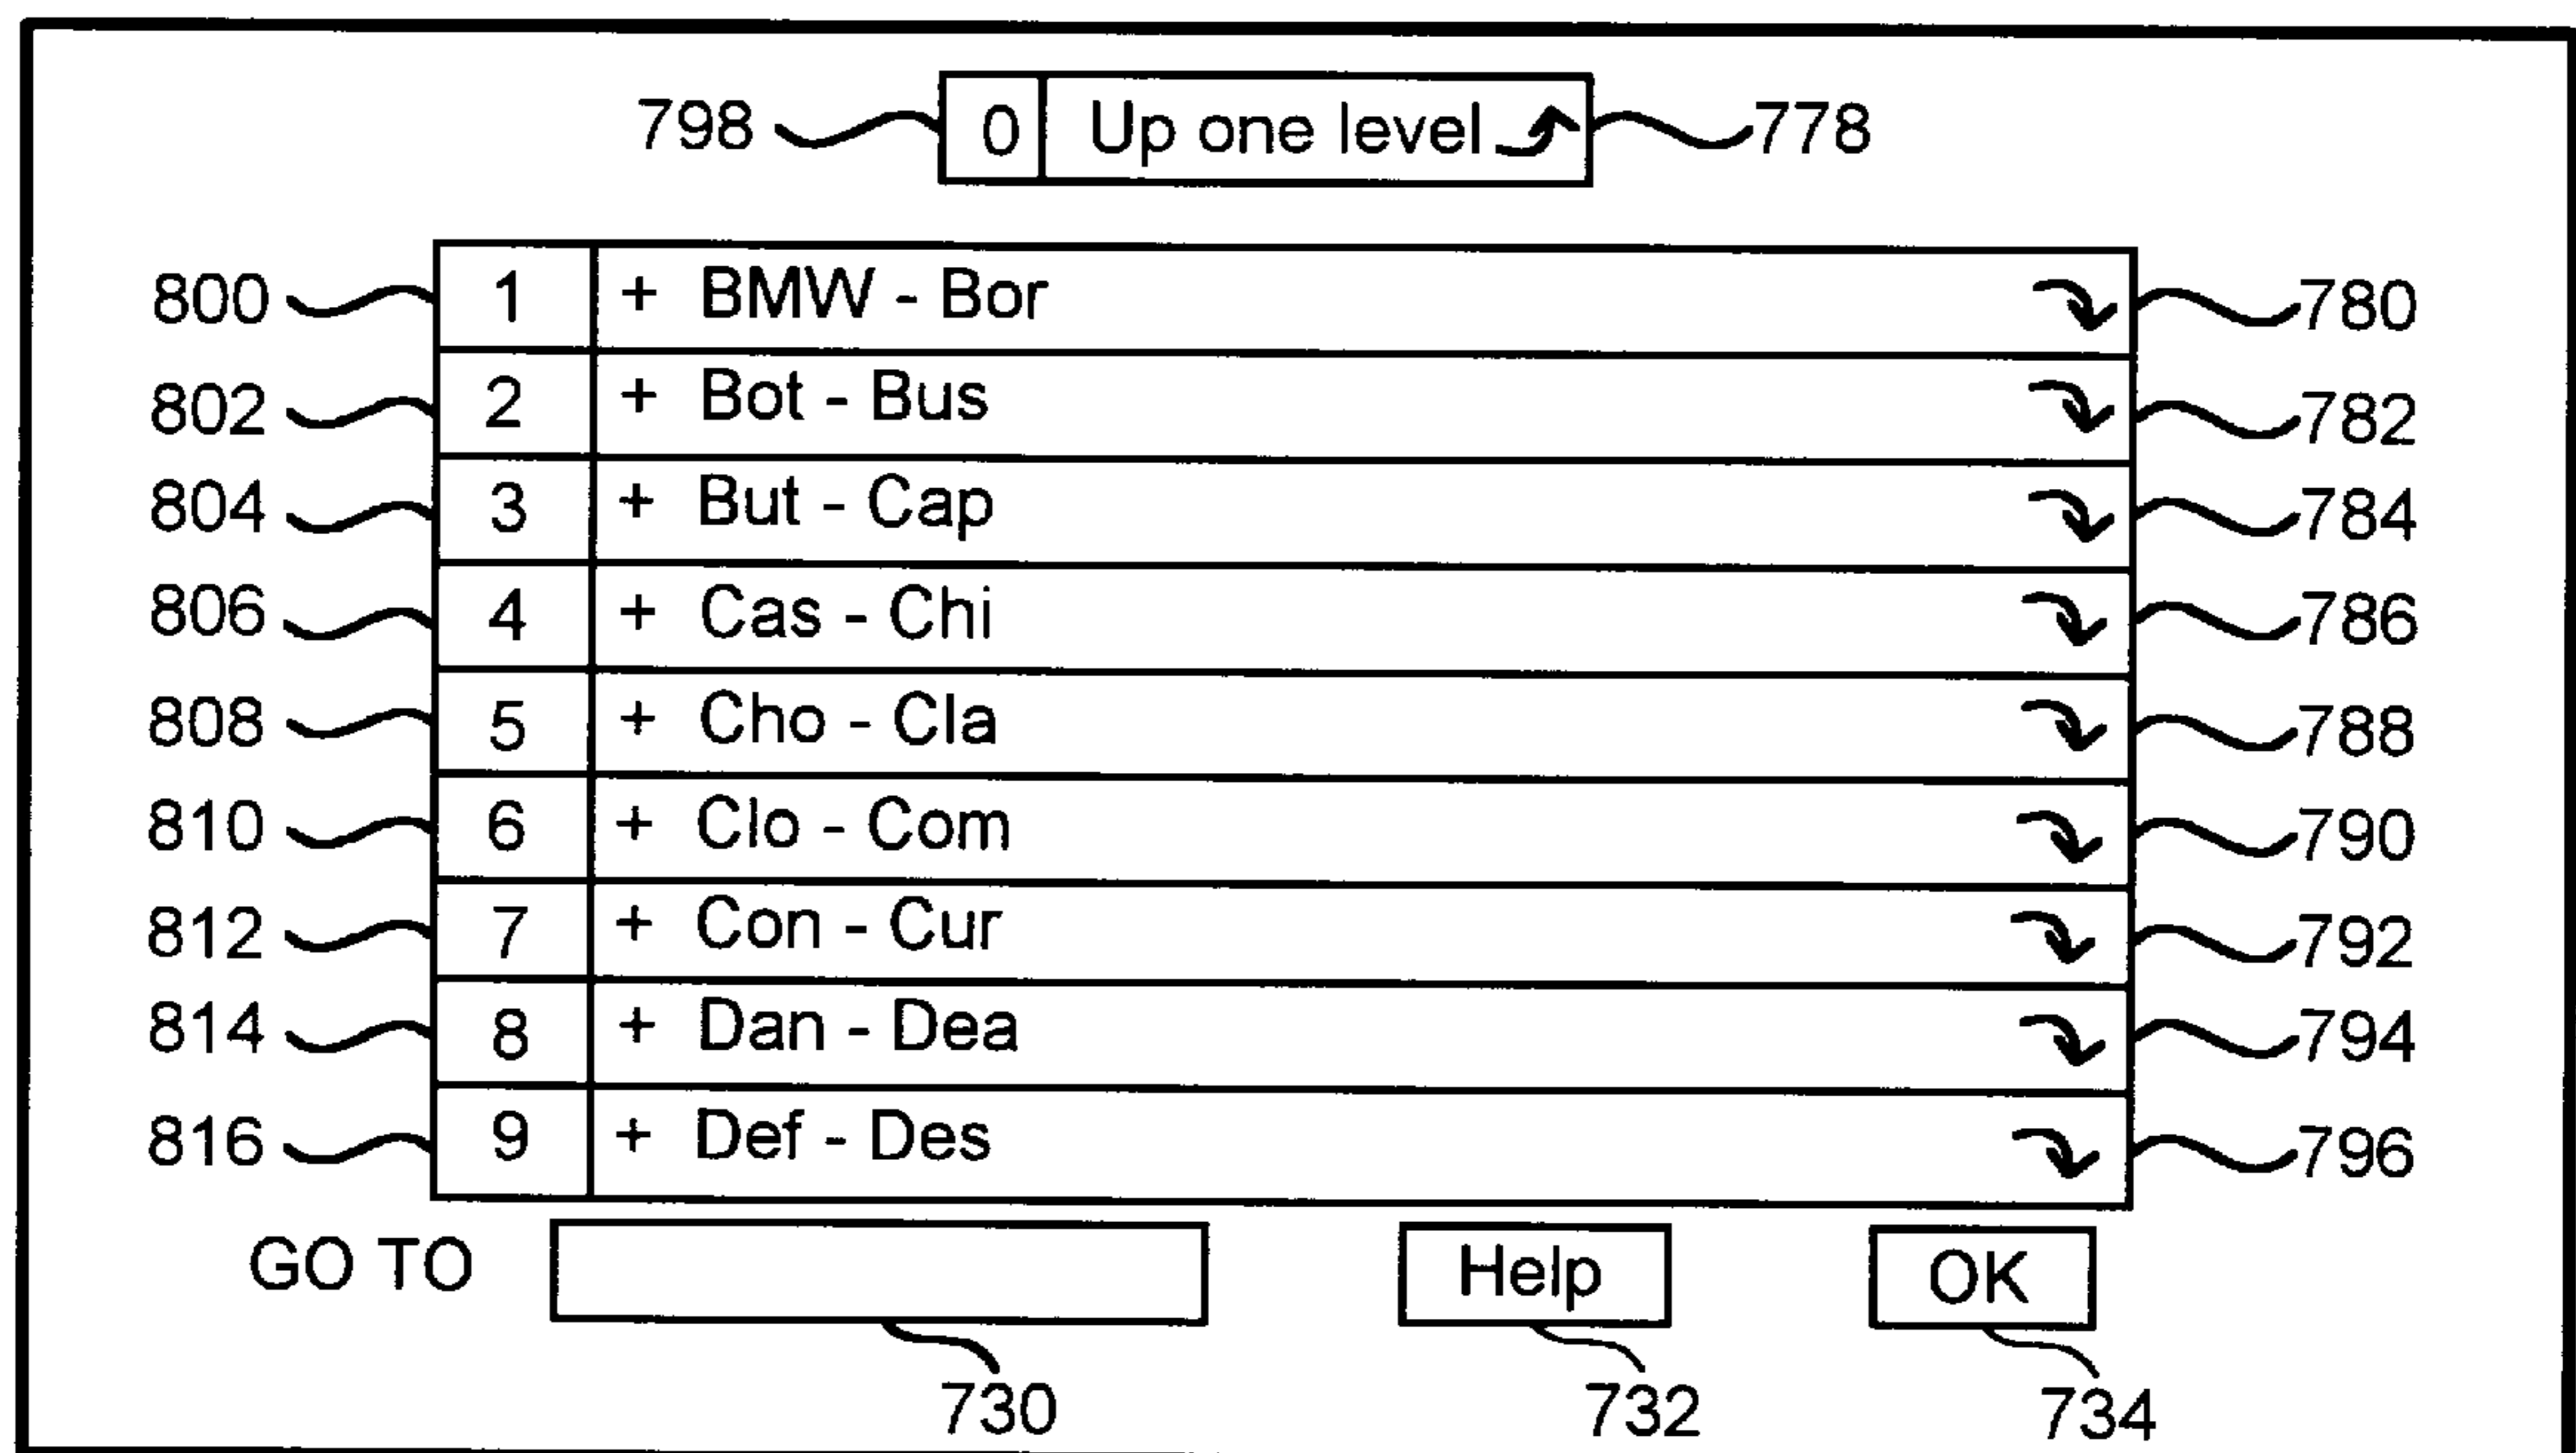 798 0 Up one level 778
800 1 + BMW - Bor 780
802 2 + Bot - Bus 782
804 3 + But - Cap 784
806 4 + Cas - Chi 786
808 5 + Cho - Cla 788
810 6 + Clo - Com 790
812 7 + Con - Cur 792
814 8 + Dan - Dea 794
816 9 + Def - Des 796
GO TO Help OK
730 732 734